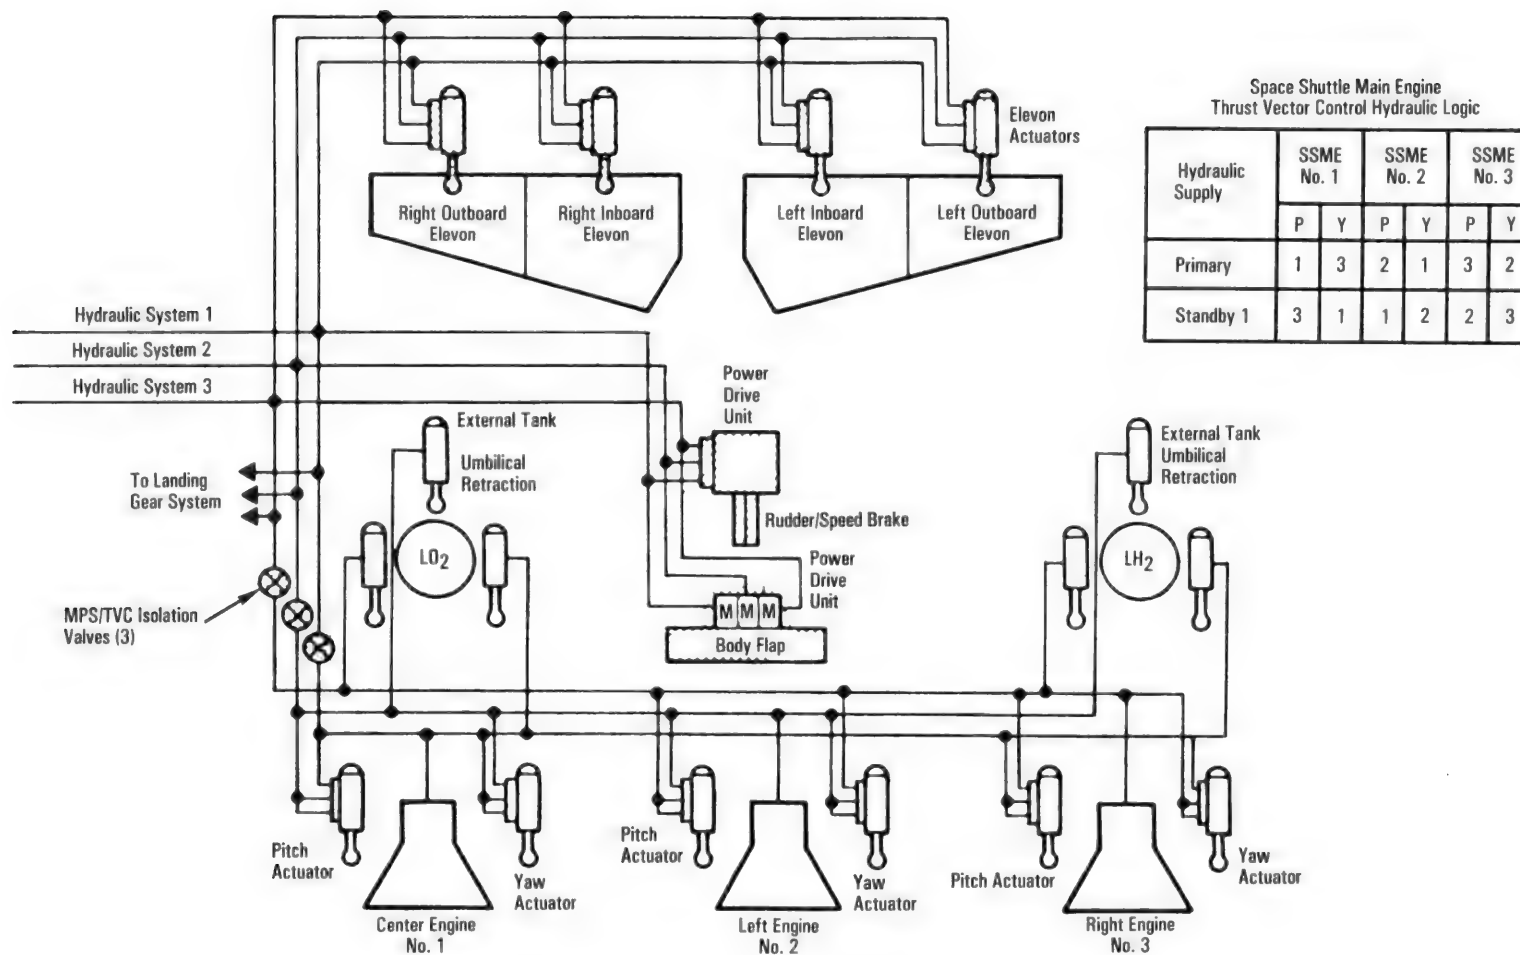 Space Shuttle Main Engine
Thrust Vector Control Hydraulic Logic
Hydraulic Supply
SSME No. 1
SSME No. 2
SSME No. 3
P Y P Y P Y
Primary 1 3 2 1 3 2
Standby 1 3 1 1 2 2 3
Elevon
Actuators
Right Outboard
Elevon
Right Inboard
Elevon
Left Inboard
Elevon
Left Outboard
Elevon
Hydraulic System 1
Hydraulic System 2
Hydraulic System 3
To Landing
Gear System
MPS/TVC Isolation
Valves (3)
External Tank
Umbilical
Retraction
LO2
Power
Drive
Unit
Rudder/Speed Brake
Power
Drive
Unit
M M M
Body Flap
External Tank
Umbilical
Retraction
LH2
Pitch
Actuator
Center Engine
No. 1
Yaw
Actuator
Pitch
Actuator
Left Engine
No. 2
Yaw
Actuator
Pitch Actuator
Right Engine
No. 3
Yaw
Actuator